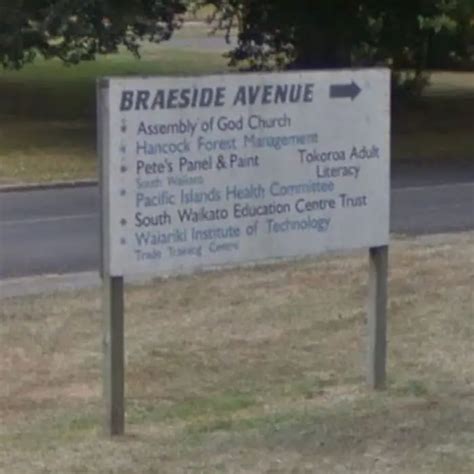 BRAESIDE AVENUE
Assembly of God Church
Hancock Forest Management
Pete's Panel & Paint
Tokoroa Adult
South Waikato
Literacy
Pacific Islands Health Committee
South Waikato Education Centre Trust
Waiariki Institute of Technology
Trade Training Centre